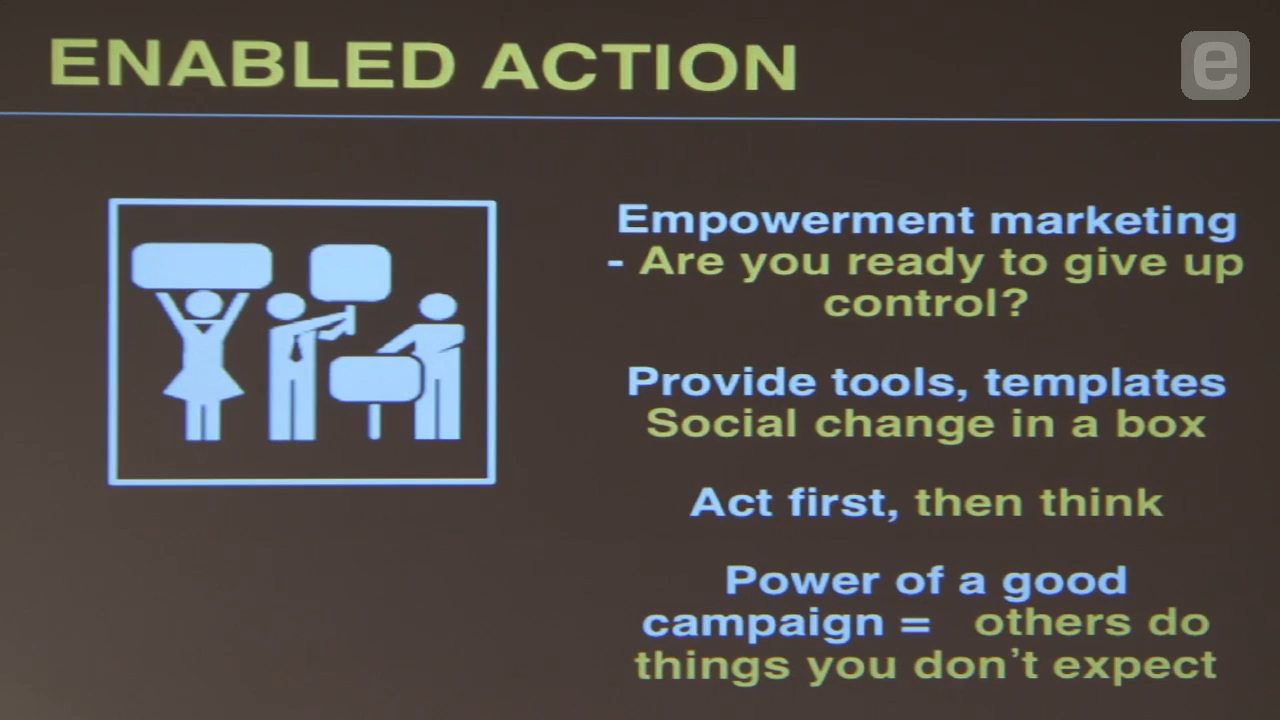 ENABLED ACTION
e
Empowerment marketing
- Are you ready to give up
control?
Provide tools, templates
Social change in a box
Act first, then think
Power of a good
campaign = others do
things you don't expect